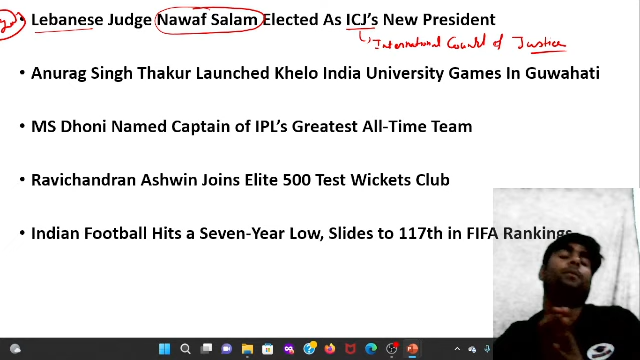 • Lebanese Judge Nawaf Salam Elected As ICJ's New President
International Court of Justice
• Anurag Singh Thakur Launched Khelo India University Games In Guwahati
• MS Dhoni Named Captain of IPL's Greatest All-Time Team
• Ravichandran Ashwin Joins Elite 500 Test Wickets Club
• Indian Football Hits a Seven-Year Low, Slides to 117th in FIFA Rankings